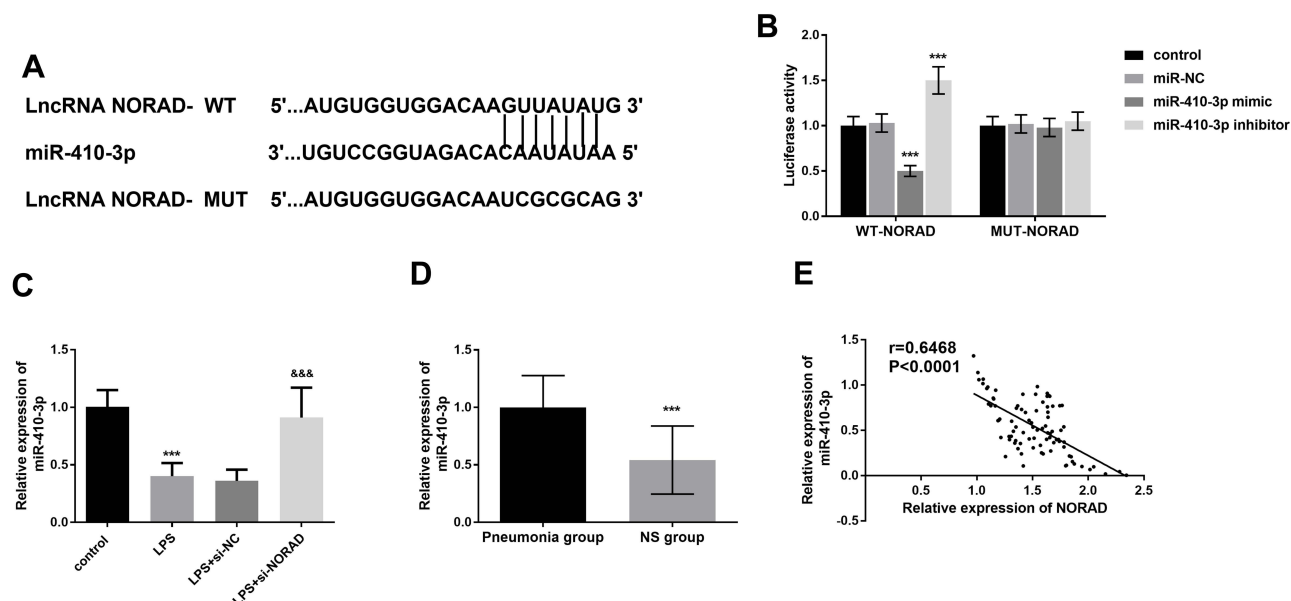 A
LncRNA NORAD- WT 5'...AUGUGGUGGACAAGUUAUAUG 3'
miR-410-3p 3'...UGUCCGGUAGACACAAUAUAA 5'
LncRNA NORAD- MUT 5'...AUGUGGUGGACAAUCGCGCAG 3'
B
Luciferase activity
2.0
1.5
1.0
0.5
0.0
***
***
WT-NORAD
MUT-NORAD
control
miR-NC
miR-410-3p mimic
miR-410-3p inhibitor
C
Relative expression of
miR-410-3p
1.5
1.0
0.5
0.0
***
&&&
control
LPS
LPS+si-NC
LPS+si-NORAD
D
Relative expression of
miR-410-3p
1.5
1.0
0.5
0.0
***
Pneumonia group
NS group
E
Relative expression of
miR-410-3p
1.5
1.0
0.5
0.0
-0.5
r=0.6468
P<0.0001
0.5
1.0
1.5
2.0
2.5
Relative expression of NORAD